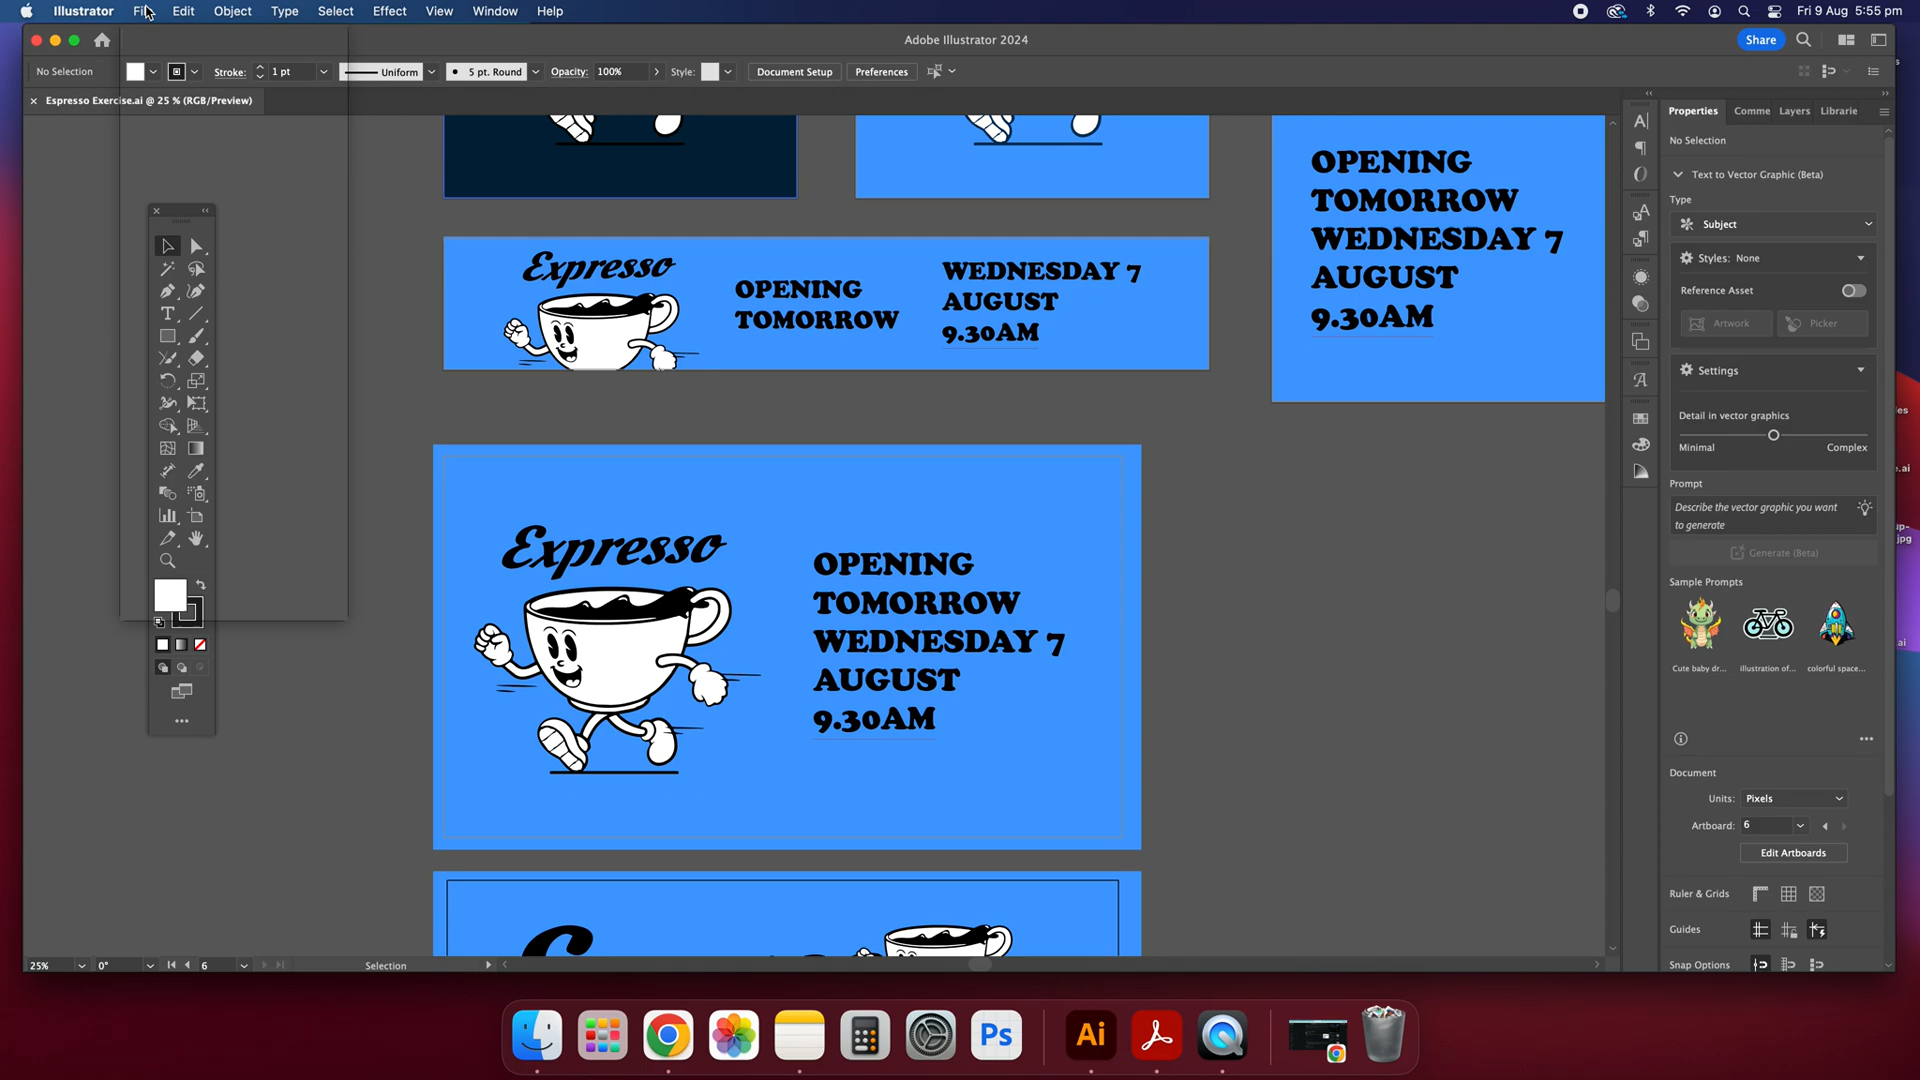 Illustrator Fil Edit Object Type Select Effect View Window Help Fri 9 Aug 5:55 pm
Adobe Illustrator 2024 Share
No Selection Stroke: 1 pt Uniform 5 pt. Round Opacity: 100% Style: Document Setup Preferences
Espresso Exercise.ai @ 25 % (RGB/Preview)
OPENING
TOMORROW
WEDNESDAY 7
AUGUST
9.30AM
Expresso
OPENING
TOMORROW
WEDNESDAY 7
AUGUST
9.30AM
Expresso
OPENING
TOMORROW
WEDNESDAY 7
AUGUST
9.30AM
Properties Comme Layers Librarie
No Selection
Text to Vector Graphic (Beta)
Type
Subject
Styles: None
Reference Asset
Artwork Picker
Settings
Detail in vector graphics
Minimal Complex
Prompt
Describe the vector graphic you want
to generate
Generate (Beta)
Sample Prompts
Cute baby dr... illustration of... colorful space...
Document
Units: Pixels
Artboard: 6
Edit Artboards
Ruler & Grids
Guides
Snap Options
25% 0° 6 Selection
Ps Ai